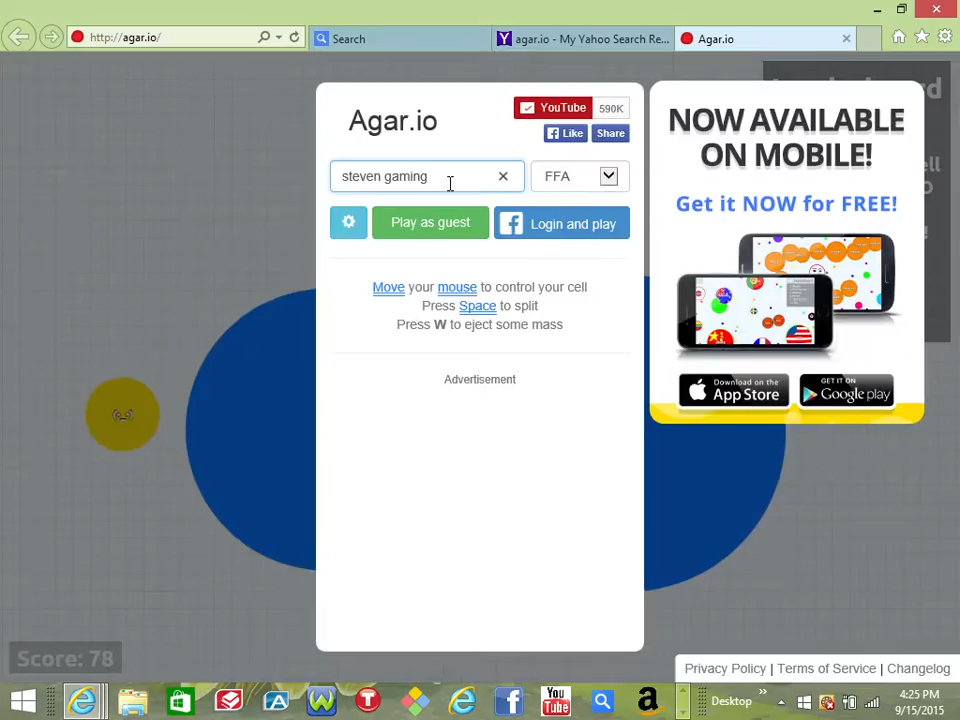 http://agar.io/
Search
agar.io - My Yahoo Search Re...
Agar.io
Agar.io
YouTube 590K
Like Share
steven gaming
FFA
Play as guest
Login and play
Move your mouse to control your cell
Press Space to split
Press W to eject some mass
Advertisement
NOW AVAILABLE
ON MOBILE!
Get it NOW for FREE!
Download on the
App Store
GET IT ON
Google play
Score: 78
Privacy Policy | Terms of Service | Changelog
You
Tube
Desktop
4:25 PM
9/15/2015